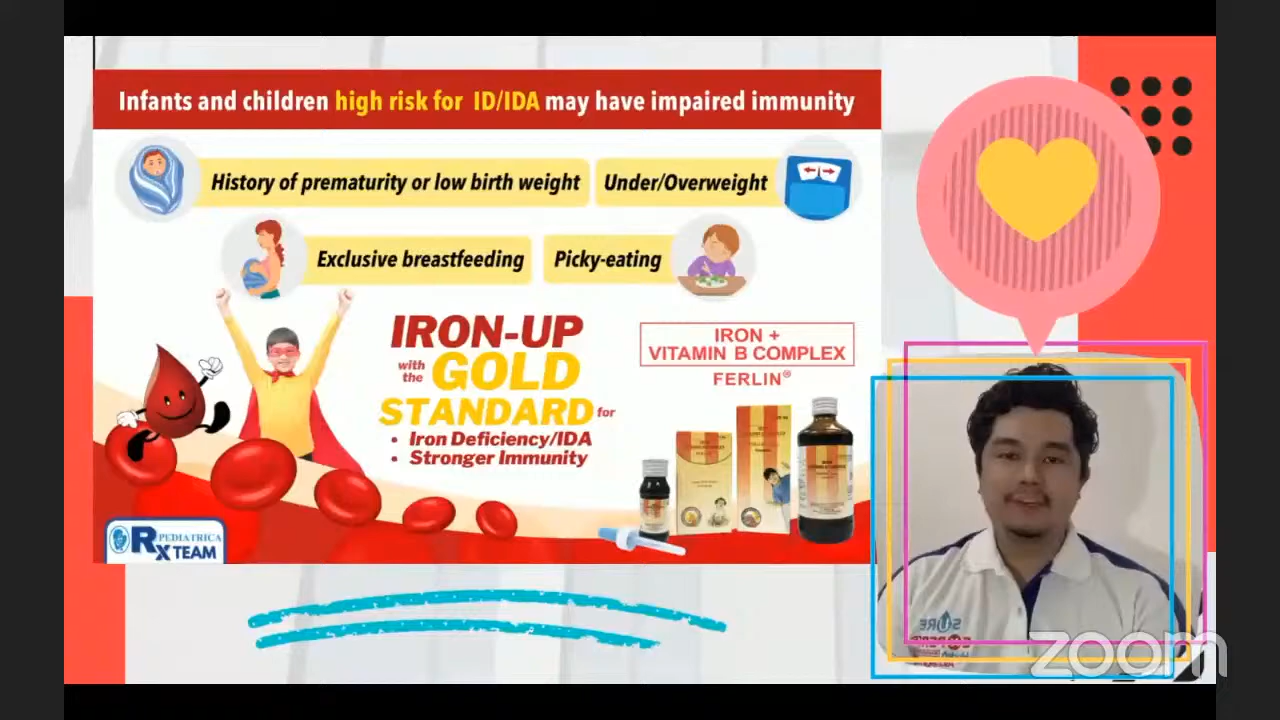 Infants and children high risk for ID/IDA may have impaired immunity
History of prematurity or low birth weight
Under/Overweight
Exclusive breastfeeding
Picky-eating
IRON-UP
with the
GOLD
STANDARD for
• Iron Deficiency/IDA
• Stronger Immunity
IRON +
VITAMIN B COMPLEX
FERLIN®
Rx PEDIATRICA
TEAM
SURE
zoom